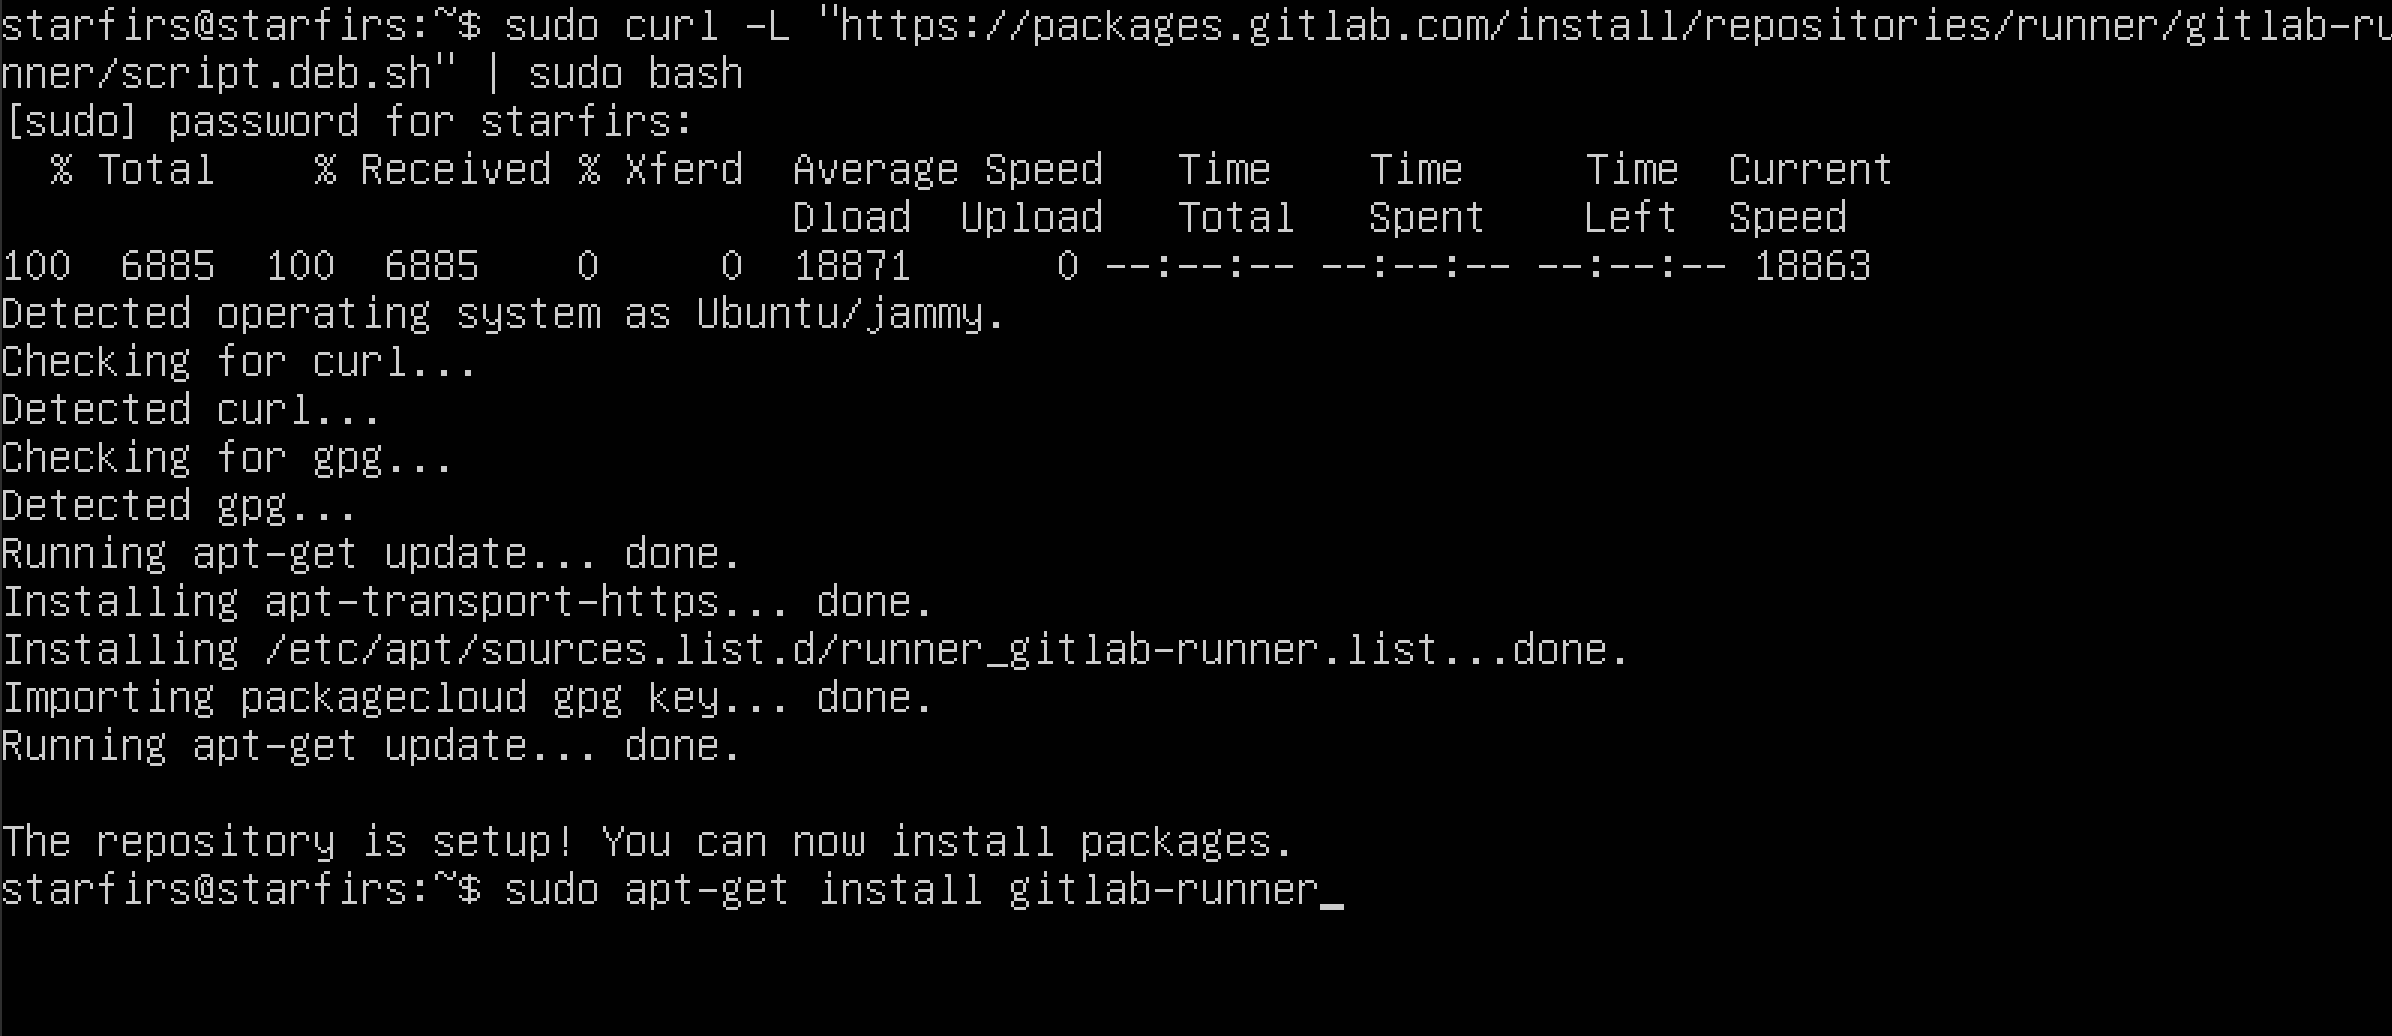 starfirs@starfirs:~$ sudo curl -L "https://packages.gitlab.com/install/repositories/runner/gitlab-ru
nner/script.deb.sh" | sudo bash
[sudo] password for starfirs:
  % Total    % Received % Xferd  Average Speed   Time    Time     Time  Current
                                 Dload  Upload   Total   Spent    Left  Speed
100  6885  100  6885    0     0  18871      0 --:--:-- --:--:-- --:--:-- 18863
Detected operating system as Ubuntu/jammy.
Checking for curl...
Detected curl...
Checking for gpg...
Detected gpg...
Running apt-get update... done.
Installing apt-transport-https... done.
Installing /etc/apt/sources.list.d/runner_gitlab-runner.list...done.
Importing packagecloud gpg key... done.
Running apt-get update... done.

The repository is setup! You can now install packages.
starfirs@starfirs:~$ sudo apt-get install gitlab-runner_